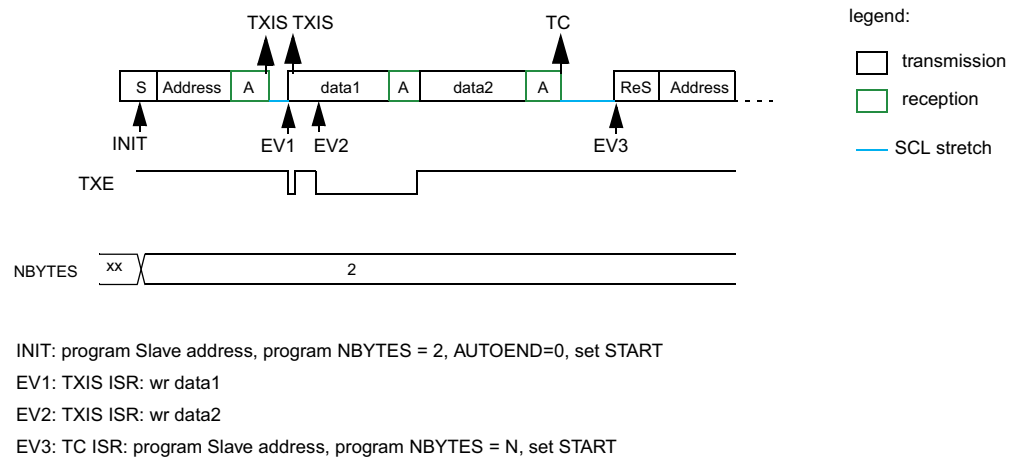 legend:
TXIS TXIS TC
transmission
S Address A data1 A data2 A ReS Address
reception
INIT EV1 EV2 EV3
SCL stretch
TXE
NBYTES xx 2
INIT: program Slave address, program NBYTES = 2, AUTOEND=0, set START
EV1: TXIS ISR: wr data1
EV2: TXIS ISR: wr data2
EV3: TC ISR: program Slave address, program NBYTES = N, set START